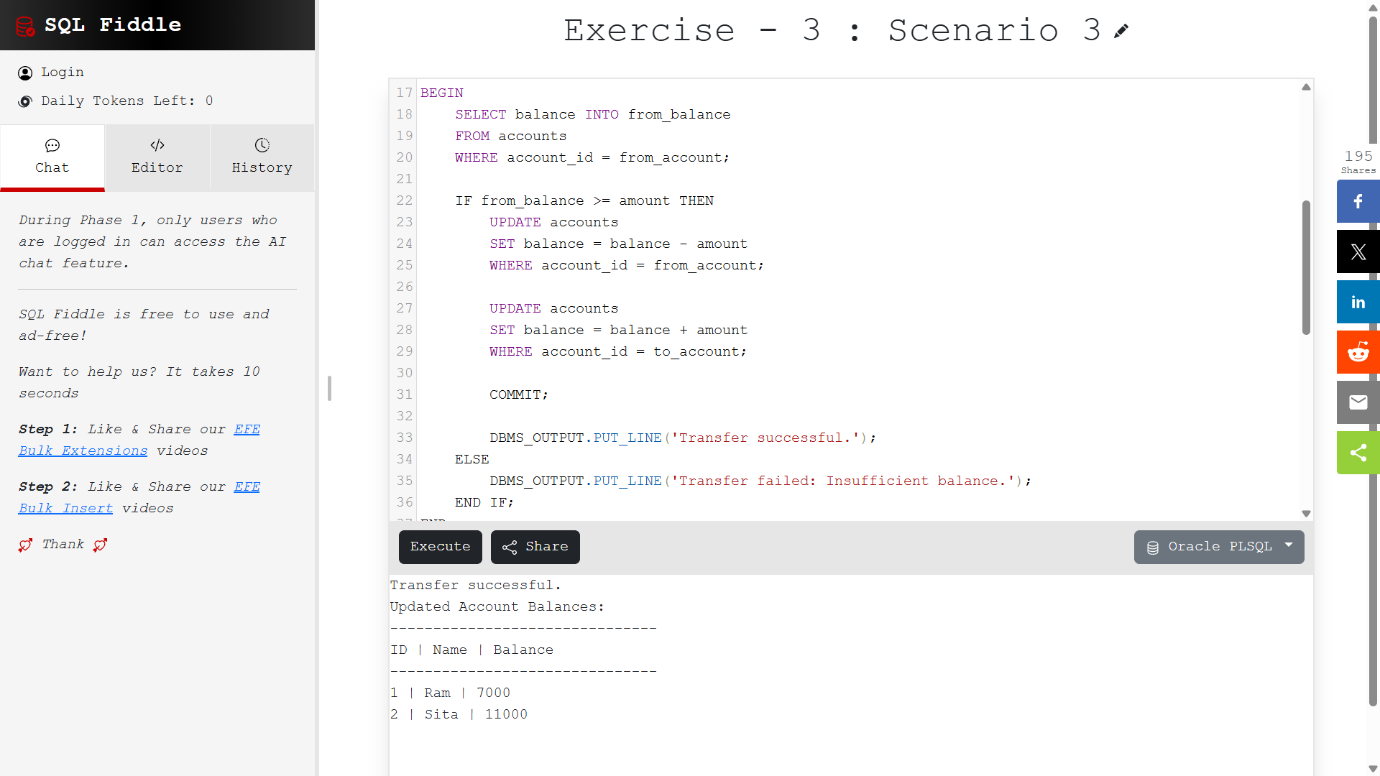 SQL Fiddle
Login
Daily Tokens Left: 0
Chat
Editor
History
During Phase 1, only users who
are logged in can access the AI
chat feature.
SQL Fiddle is free to use and
ad-free!
Want to help us? It takes 10
seconds
Step 1: Like & Share our EFE
Bulk Extensions videos
Step 2: Like & Share our EFE
Bulk Insert videos
Thank
Exercise - 3 : Scenario 3
17 BEGIN
18 SELECT balance INTO from_balance
19 FROM accounts
20 WHERE account_id = from_account;
21
22 IF from_balance >= amount THEN
23 UPDATE accounts
24 SET balance = balance - amount
25 WHERE account_id = from_account;
26
27 UPDATE accounts
28 SET balance = balance + amount
29 WHERE account_id = to_account;
30
31 COMMIT;
32
33 DBMS_OUTPUT.PUT_LINE('Transfer successful.');
34 ELSE
35 DBMS_OUTPUT.PUT_LINE('Transfer failed: Insufficient balance.');
36 END IF;
Execute
Share
Oracle PLSQL
Transfer successful.
Updated Account Balances:
-------------------------------
ID | Name | Balance
-------------------------------
1 | Ram | 7000
2 | Sita | 11000
195
Shares